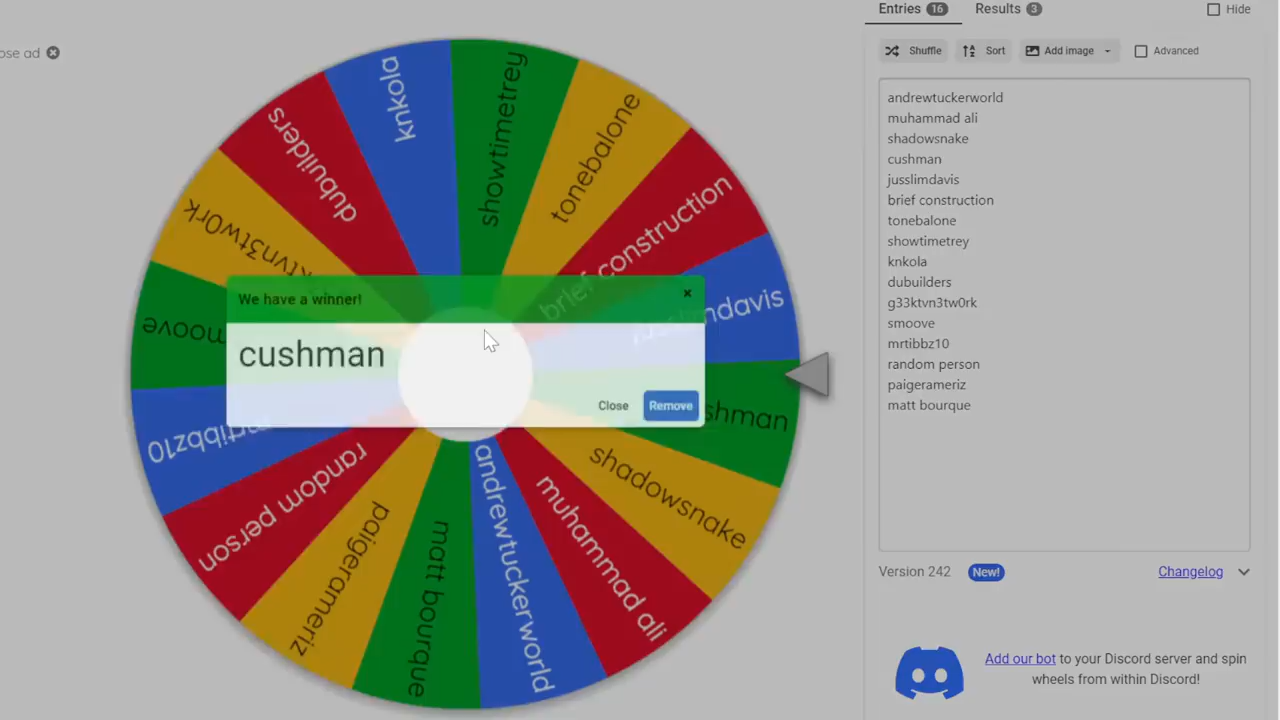 Entries 16 Results 3 Hide
ose ad
Shuffle Sort Add image Advanced
andrewtuckerworld
muhammad ali
shadowsnake
cushman
jusslimdavis
brief construction
tonebalone
showtimetrey
knkola
dubuilders
g33ktvn3tw0rk
smoove
mrtibbz10
random person
paigerameriz
matt bourque
Version 242 New! Changelog
Add our bot to your Discord server and spin
wheels from within Discord!
We have a winner!
cushman
Close Remove
knkola
showtimetrey
tonebalone
brief construction
slimdavis
shman
shadowsnake
muhammad ali
andrewtuckerworld
matt bourque
paigerameriz
random person
mrtibbz10
moove
ktvn3tw0rk
dubuilders